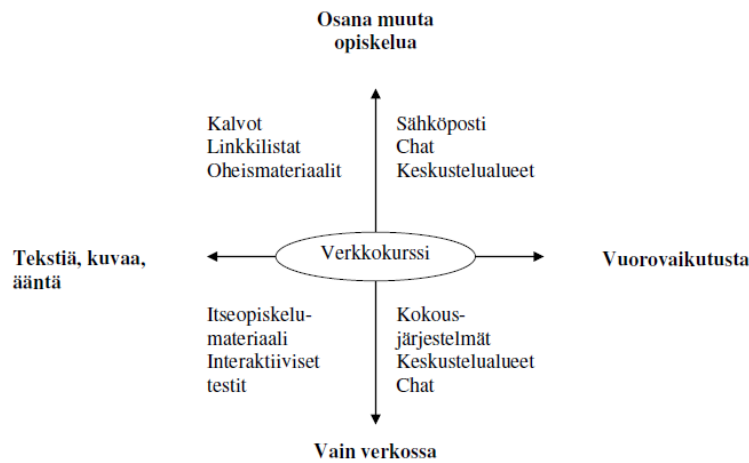 Osana muuta
opiskelua
Kalvot
Linkkilistat
Oheismateriaalit
Sähköposti
Chat
Keskustelualueet
Tekstiä, kuvaa,
ääntä
Verkkokurssi
Vuorovaikutusta
Itseopiskelu-
materiaali
Interaktiiviset
testit
Kokous-
järjestelmät
Keskustelualueet
Chat
Vain verkossa